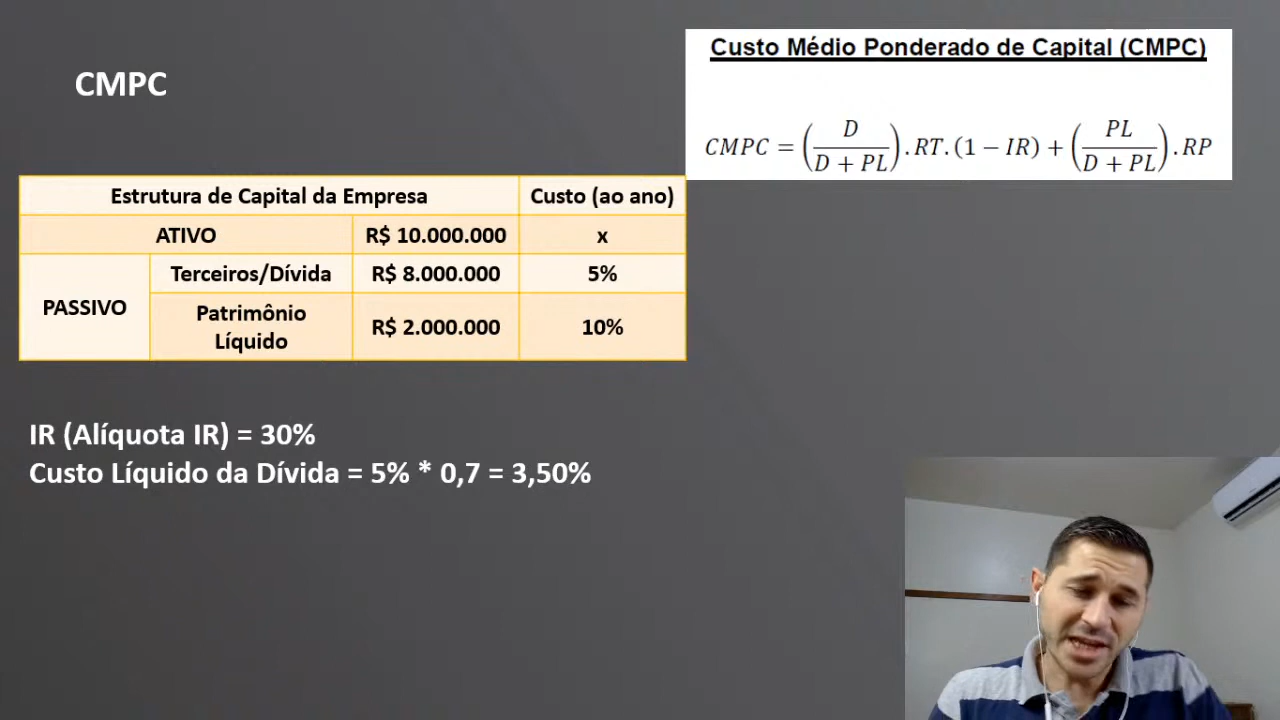 CMPC
Custo Médio Ponderado de Capital (CMPC)
CMPC = (D / (D + PL)) . RT. (1 − IR) + (PL / (D + PL)) . RP
Estrutura de Capital da Empresa Custo (ao ano)
ATIVO R$ 10.000.000 x
PASSIVO Terceiros/Dívida R$ 8.000.000 5%
Patrimônio Líquido R$ 2.000.000 10%
IR (Alíquota IR) = 30%
Custo Líquido da Dívida = 5% * 0,7 = 3,50%